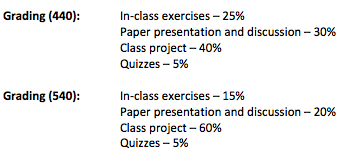 Grading (440): In-class exercises – 25%
Paper presentation and discussion – 30%
Class project – 40%
Quizzes – 5%
Grading (540): In-class exercises – 15%
Paper presentation and discussion – 20%
Class project – 60%
Quizzes – 5%